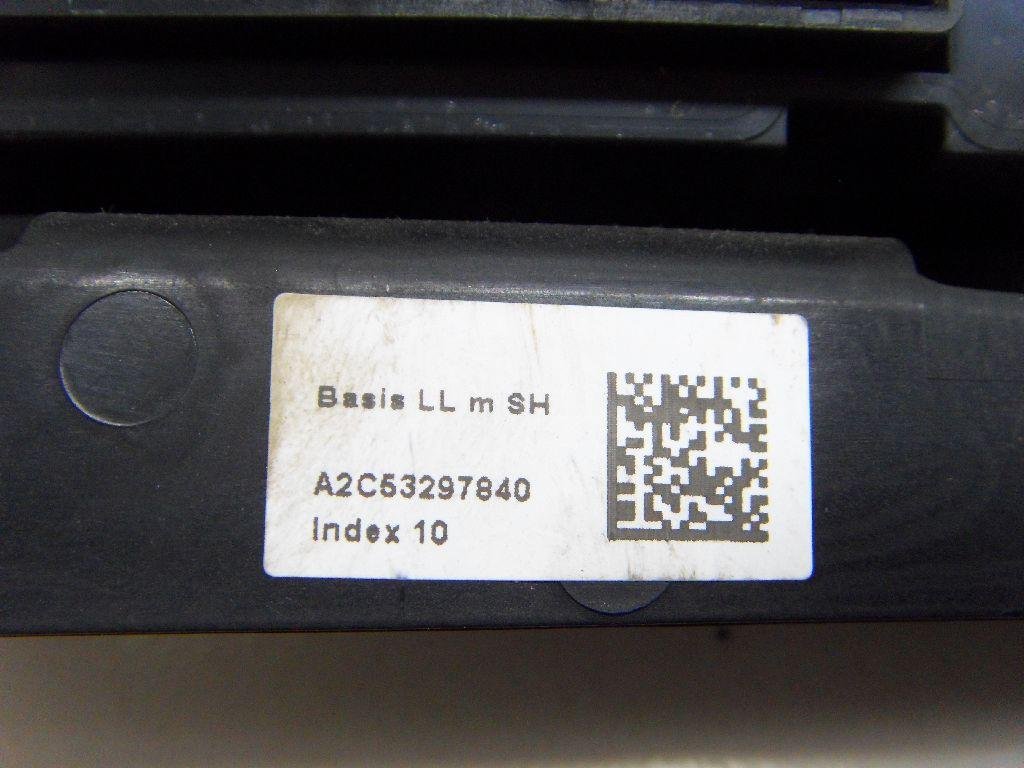 Basis LL m SH
A2C53297840
Index 10